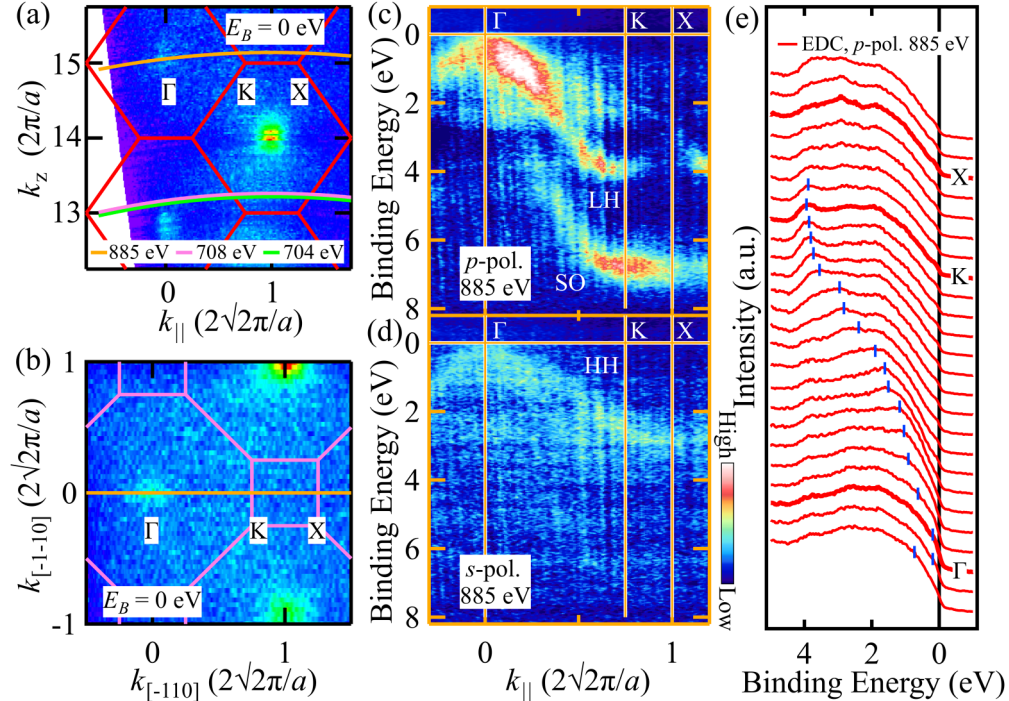 (a)
E_B = 0 eV
15
14
13
Γ
K
X
885 eV
708 eV
704 eV
k_z (2π/a)
0
1
k_|| (2√2π/a)
(b)
1
0
-1
Γ
K
X
E_B = 0 eV
k_[-1-10] (2√2π/a)
0
1
k_[-110] (2√2π/a)
(c)
Γ
K
X
0
2
4
6
8
Binding Energy (eV)
LH
SO
p-pol.
885 eV
(d)
Γ
K
X
0
2
4
6
8
Binding Energy (eV)
HH
s-pol.
885 eV
0
1
k_|| (2√2π/a)
High
Low
(e)
EDC, p-pol. 885 eV
X
K
Γ
Intensity (a.u.)
4
2
0
Binding Energy (eV)